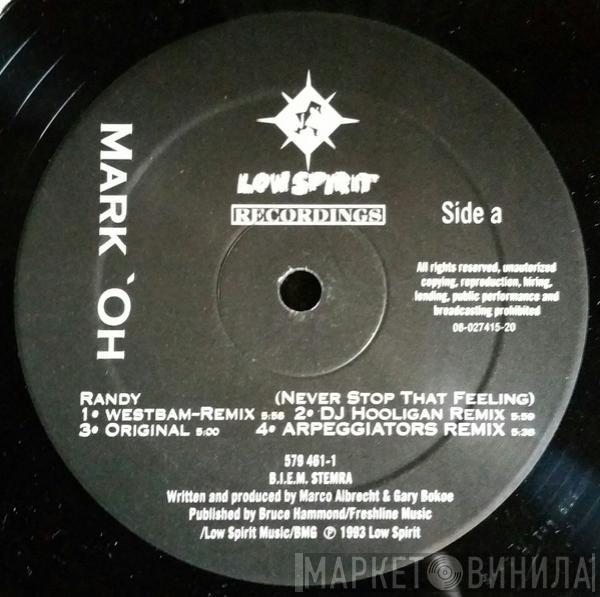 MARK `OH
LOW SPIRIT
RECORDINGS
Side a
All rights reserved, unautorized
copying, reproduction, hiring,
lending, public performance and
broadcasting prohibited
08-027415-20
RANDY (NEVER STOP THAT FEELING)
1• WESTBAM-REMIX 5:56 2• DJ HOOLIGAN REMIX 5:59
3• ORIGINAL 5:00 4• ARPEGGIATORS REMIX 5:38
579 461-1
B.I.E.M. STEMRA
Written and produced by Marco Albrecht & Gary Bokoe
Published by Bruce Hammond/Freshline Music
/Low Spirit Music/BMG ℗ 1993 Low Spirit
МАРКЕТ ВИНИЛА